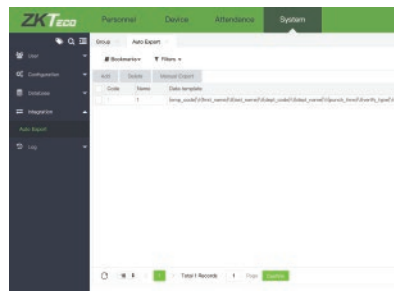 ZKTeco
Personnel Device Attendance System
Group Auto Export
User
Bookmarks Filters
Configuration
Add Delete Manual Export
Database
Code Name Data template
1 1
Integration
Auto Export
Log
Total 1 Records 1 Page Confirm